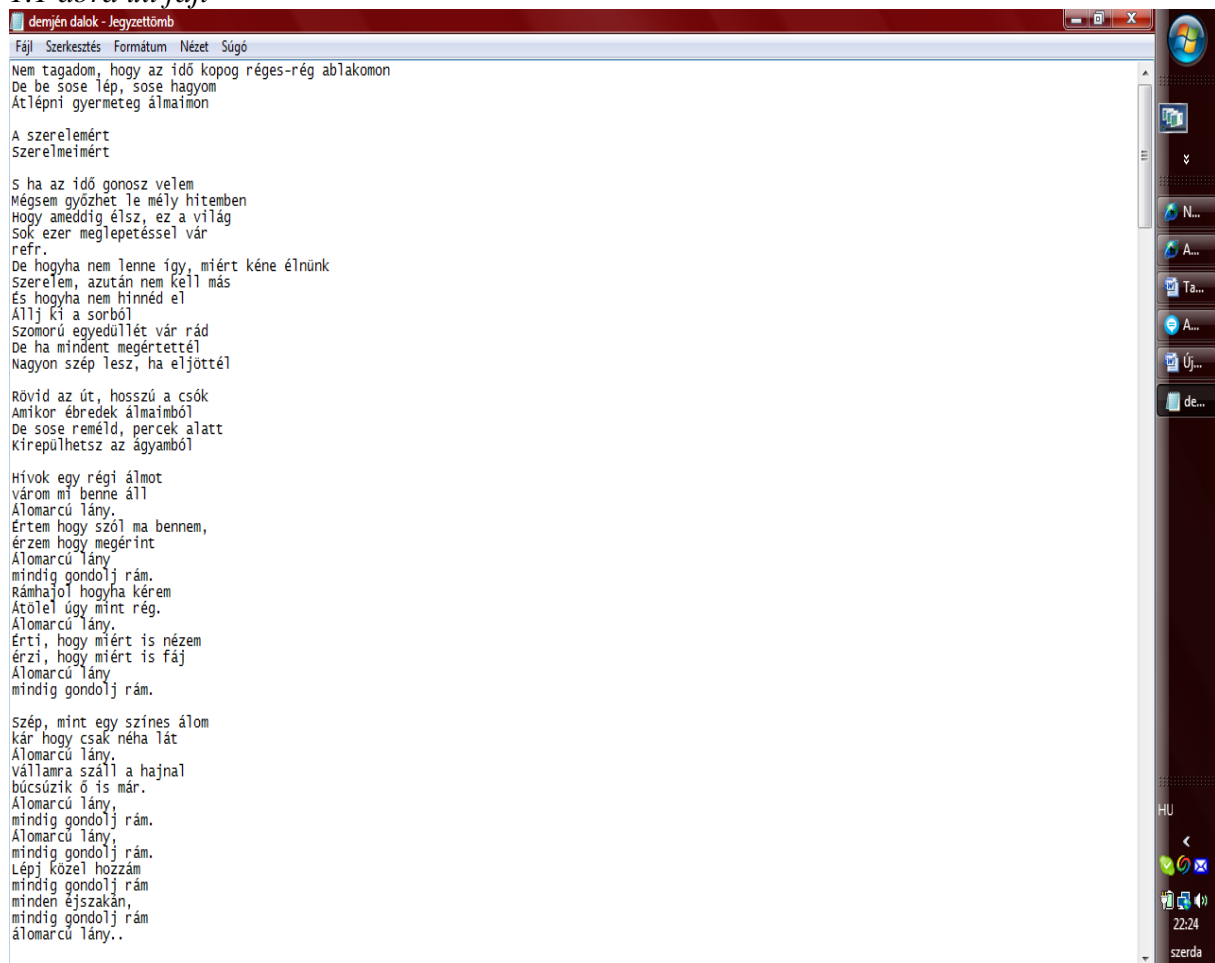 demjén dalok - Jegyzettömb
Fájl Szerkesztés Formátum Nézet Súgó
Nem tagadom, hogy az idő kopog réges-rég ablakomon
De be sose lép, sose hagyom
Átlépni gyermeteg álmaimon
A szerelemért
Szerelmeimért
S ha az idő gonosz velem
Mégsem győzhet le mély hitemben
Hogy ameddig élsz, ez a világ
Sok ezer meglepetéssel vár
refr.
De hogyha nem lenne így, miért kéne élnünk
Szerelem, azután nem kell más
És hogyha nem hinnéd el
Állj ki a sorból
Szomorú egyedüllét vár rád
De ha mindent megértettél
Nagyon szép lesz, ha eljöttél
Rövid az út, hosszú a csók
Amikor ébredek álmaimból
De sose reméld, percek alatt
Kirepülhetsz az ágyamból
Hívok egy régi álmot
várom mi benne áll
Álomarcú lány.
Értem hogy szól ma bennem,
érzem hogy megérint
Álomarcú lány
mindig gondolj rám.
Rámhajol hogyha kérem
Átölel úgy mint rég.
Álomarcú lány.
Érti, hogy miért is nézem
érzi, hogy miért is fáj
Álomarcú lány
mindig gondolj rám.
Szép, mint egy színes álom
kár hogy csak néha lát
Álomarcú lány.
Vállamra száll a hajnal
búcsúzik ő is már.
Álomarcú lány,
mindig gondolj rám.
Álomarcú lány,
mindig gondolj rám.
Lépj közel hozzám
mindig gondolj rám
minden éjszakán,
mindig gondolj rám
álomarcú lány..
N...
A...
Ta...
A...
Új...
de...
HU
22:24
szerda